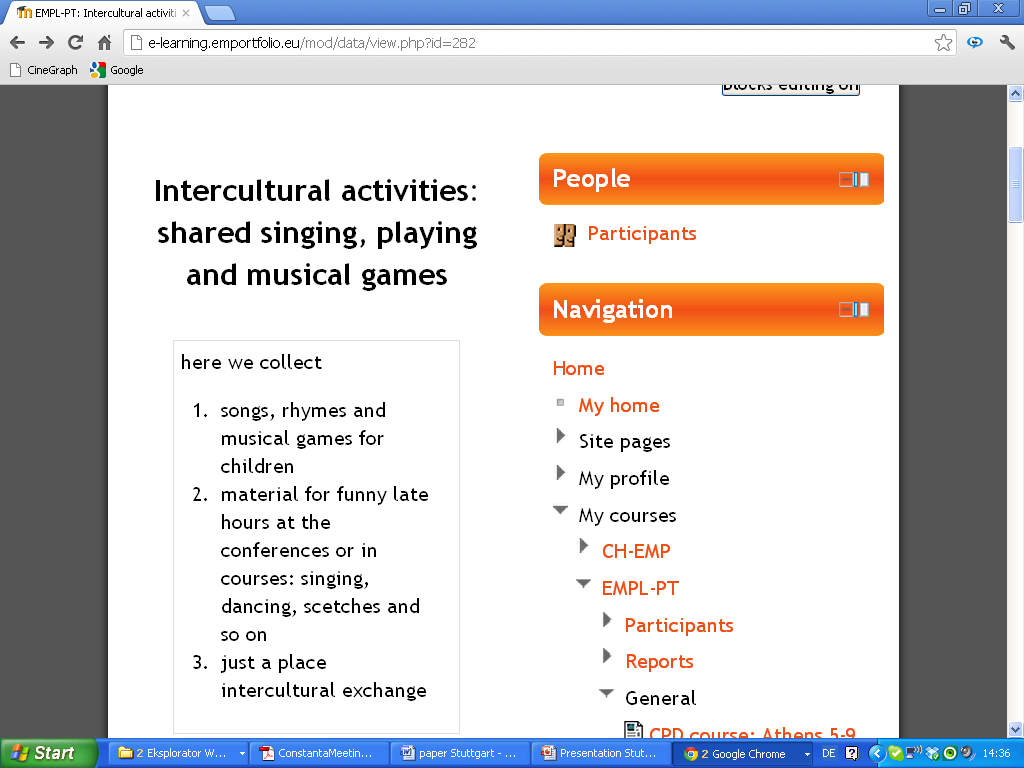 EMPL-PT: Intercultural activiti
e-learning.emportfolio.eu/mod/data/view.php?id=282
CineGraph
Google
Blocks editing on
Intercultural activities:
shared singing, playing
and musical games
here we collect
1. songs, rhymes and
musical games for
children
2. material for funny late
hours at the
conferences or in
courses: singing,
dancing, scetches and
so on
3. just a place
intercultural exchange
People
Participants
Navigation
Home
My home
Site pages
My profile
My courses
CH-EMP
EMPL-PT
Participants
Reports
General
CPD course: Athens 5-9
Start
2 Eksplorator W...
ConstantaMeetin...
paper Stuttgart - ...
Presentation Stut...
2 Google Chrome
DE
14:36